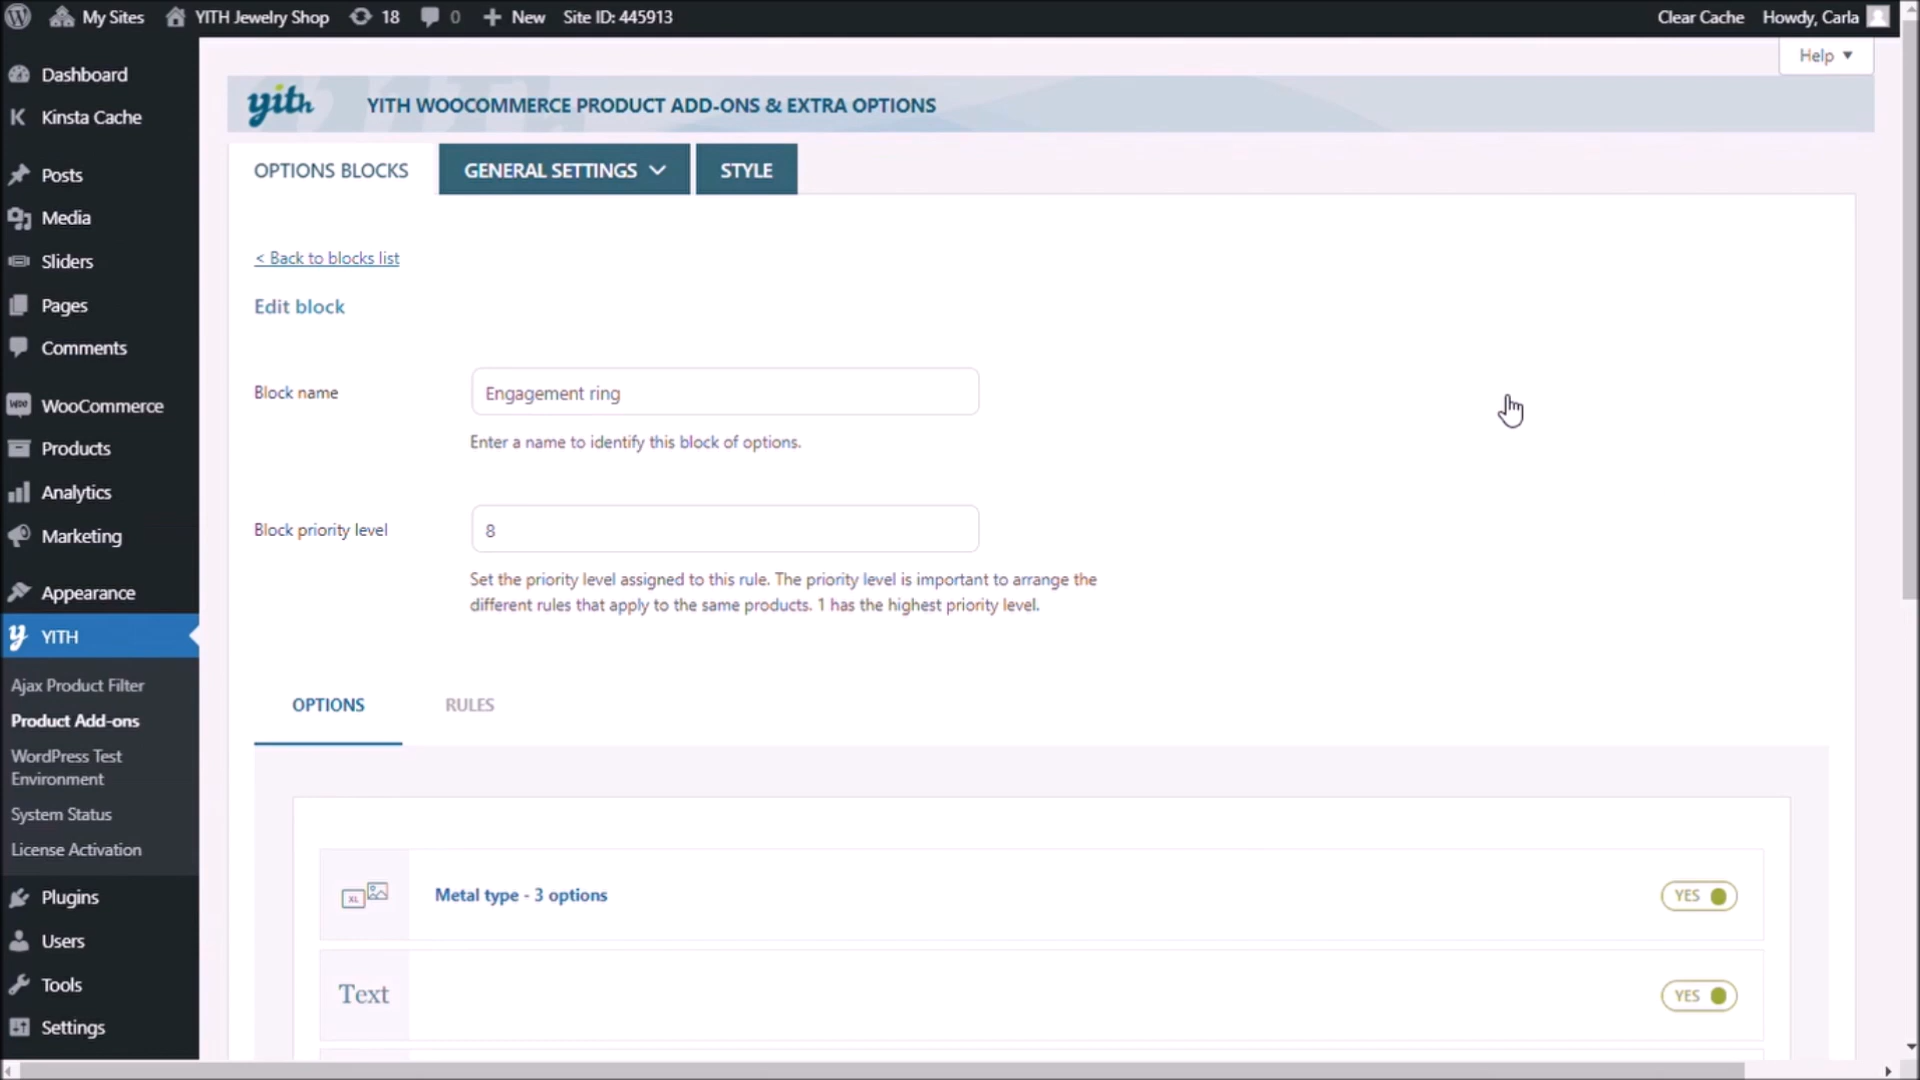 My Sites
YITH Jewelry Shop
18
0
New
Site ID: 445913
Clear Cache
Howdy, Carla
Help
Dashboard
Kinsta Cache
Posts
Media
Sliders
Pages
Comments
WooCommerce
Products
Analytics
Marketing
Appearance
YITH
Ajax Product Filter
Product Add-ons
WordPress Test
Environment
System Status
License Activation
Plugins
Users
Tools
Settings
yith
YITH WOOCOMMERCE PRODUCT ADD-ONS & EXTRA OPTIONS
OPTIONS BLOCKS
GENERAL SETTINGS
STYLE
< Back to blocks list
Edit block
Block name
Engagement ring
Enter a name to identify this block of options.
Block priority level
8
Set the priority level assigned to this rule. The priority level is important to arrange the
different rules that apply to the same products. 1 has the highest priority level.
OPTIONS
RULES
XL
Metal type - 3 options
YES
Text
YES